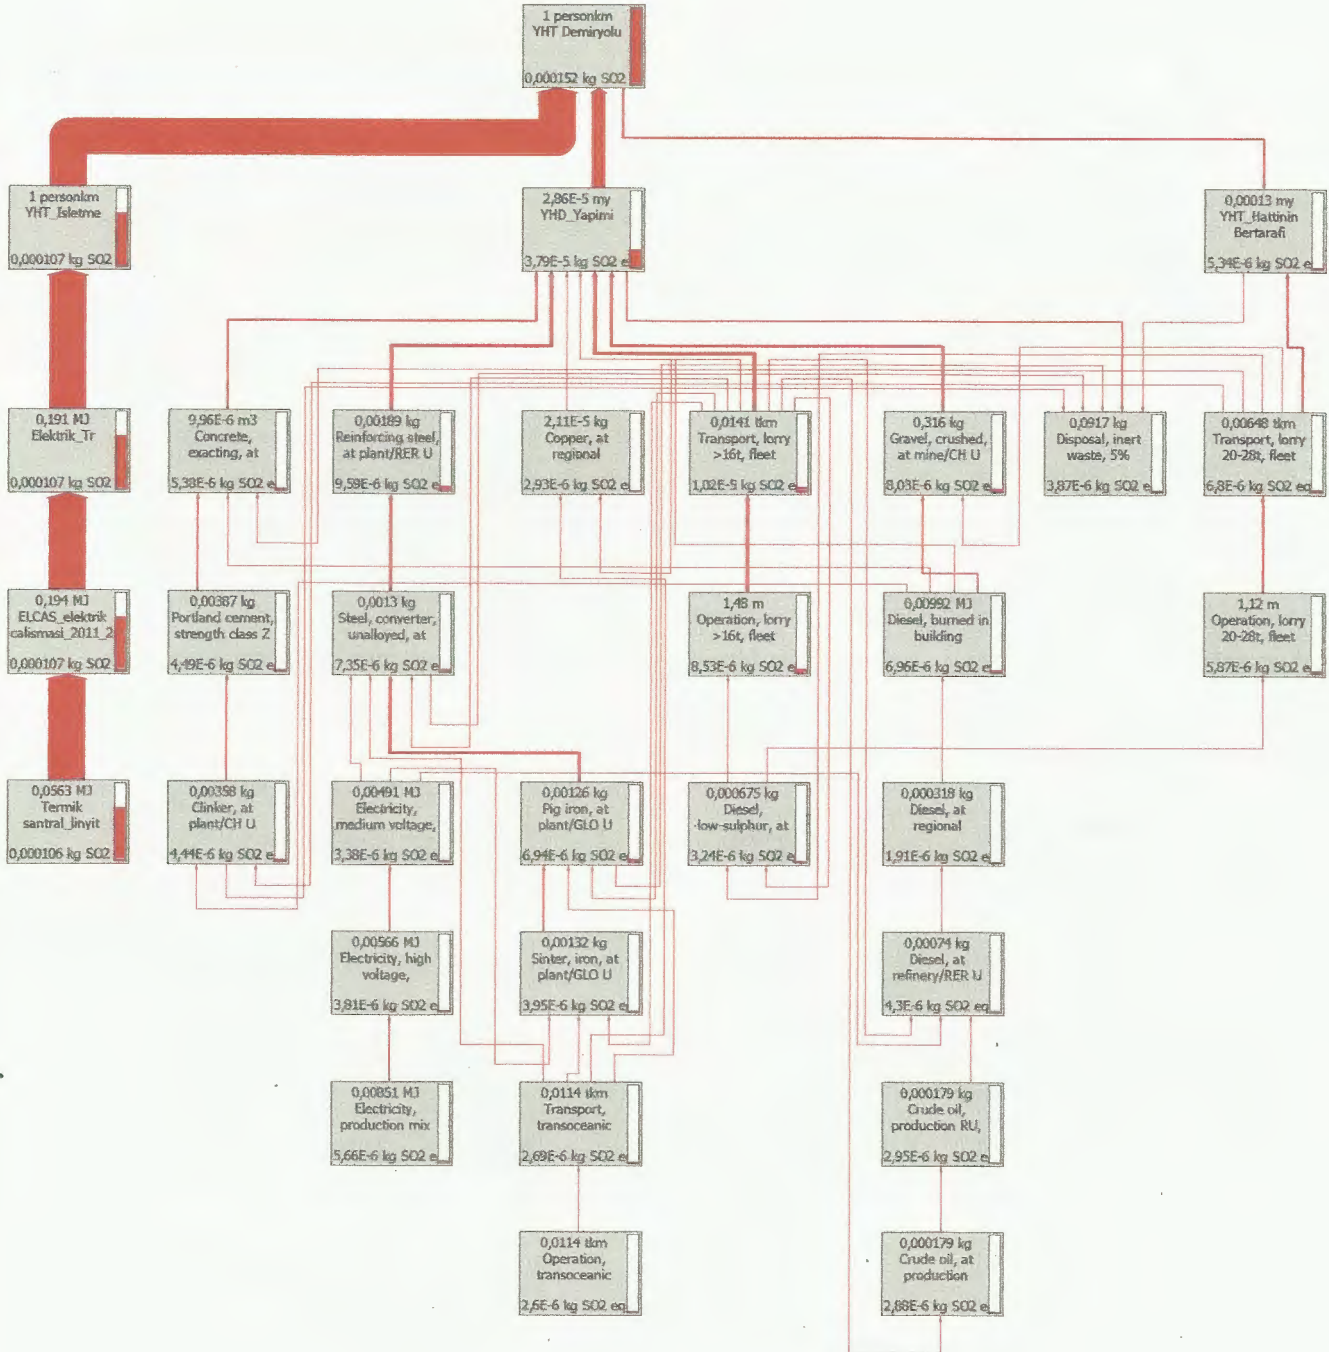 1 personkm
YHT Demiryolu
0,000152 kg SO2
1 personkm
YHT_Isletme
0,000107 kg SO2
2,86E-5 my
YHD_Yapimi
3,79E-5 kg SO2 e
0,00013 my
YHT_Hattinin
Bertarafi
5,34E-6 kg SO2 e
0,191 MJ
Elektrik_Tr
0,000107 kg SO2
9,96E-6 m3
Concrete,
exacting, at
5,38E-6 kg SO2 e
0,00189 kg
Reinforcing steel,
at plant/RER U
9,59E-6 kg SO2 e
2,11E-5 kg
Copper, at
regional
2,93E-6 kg SO2 e
0,0141 tkm
Transport, lorry
>16t, fleet
1,02E-5 kg SO2 e
0,316 kg
Gravel, crushed,
at mine/CH U
8,03E-6 kg SO2 e
0,0917 kg
Disposal, inert
waste, 5%
3,87E-6 kg SO2 e
0,00648 tkm
Transport, lorry
20-28t, fleet
6,8E-6 kg SO2 eq
0,194 MJ
ELCAS_elektrik
calismasi_2011_2
0,000107 kg SO2
0,00387 kg
Portland cement,
strength class Z
4,49E-6 kg SO2 e
0,0013 kg
Steel, converter,
unalloyed, at
7,35E-6 kg SO2 e
1,48 m
Operation, lorry
>16t, fleet
8,53E-6 kg SO2 e
0,00992 MJ
Diesel, burned in
building
6,96E-6 kg SO2 e
1,12 m
Operation, lorry
20-28t, fleet
5,87E-6 kg SO2 e
0,0563 MJ
Termik
santral_linyit
0,000106 kg SO2
0,00358 kg
Clinker, at
plant/CH U
4,44E-6 kg SO2 e
0,00491 MJ
Electricity,
medium voltage,
3,38E-6 kg SO2 e
0,00126 kg
Pig iron, at
plant/GLO U
6,94E-6 kg SO2 e
0,000675 kg
Diesel,
low-sulphur, at
3,24E-6 kg SO2 e
0,000318 kg
Diesel, at
regional
1,91E-6 kg SO2 e
0,00566 MJ
Electricity, high
voltage,
3,81E-6 kg SO2 e
0,00132 kg
Sinter, iron, at
plant/GLO U
3,95E-6 kg SO2 e
0,00074 kg
Diesel, at
refinery/RER U
4,3E-6 kg SO2 eq
0,00851 MJ
Electricity,
production mix
5,66E-6 kg SO2 e
0,0114 tkm
Transport,
transoceanic
2,69E-6 kg SO2 e
0,000179 kg
Crude oil,
production RU,
2,95E-6 kg SO2 e
0,0114 tkm
Operation,
transoceanic
2,6E-6 kg SO2 eq
0,000179 kg
Crude oil, at
production
2,88E-6 kg SO2 e